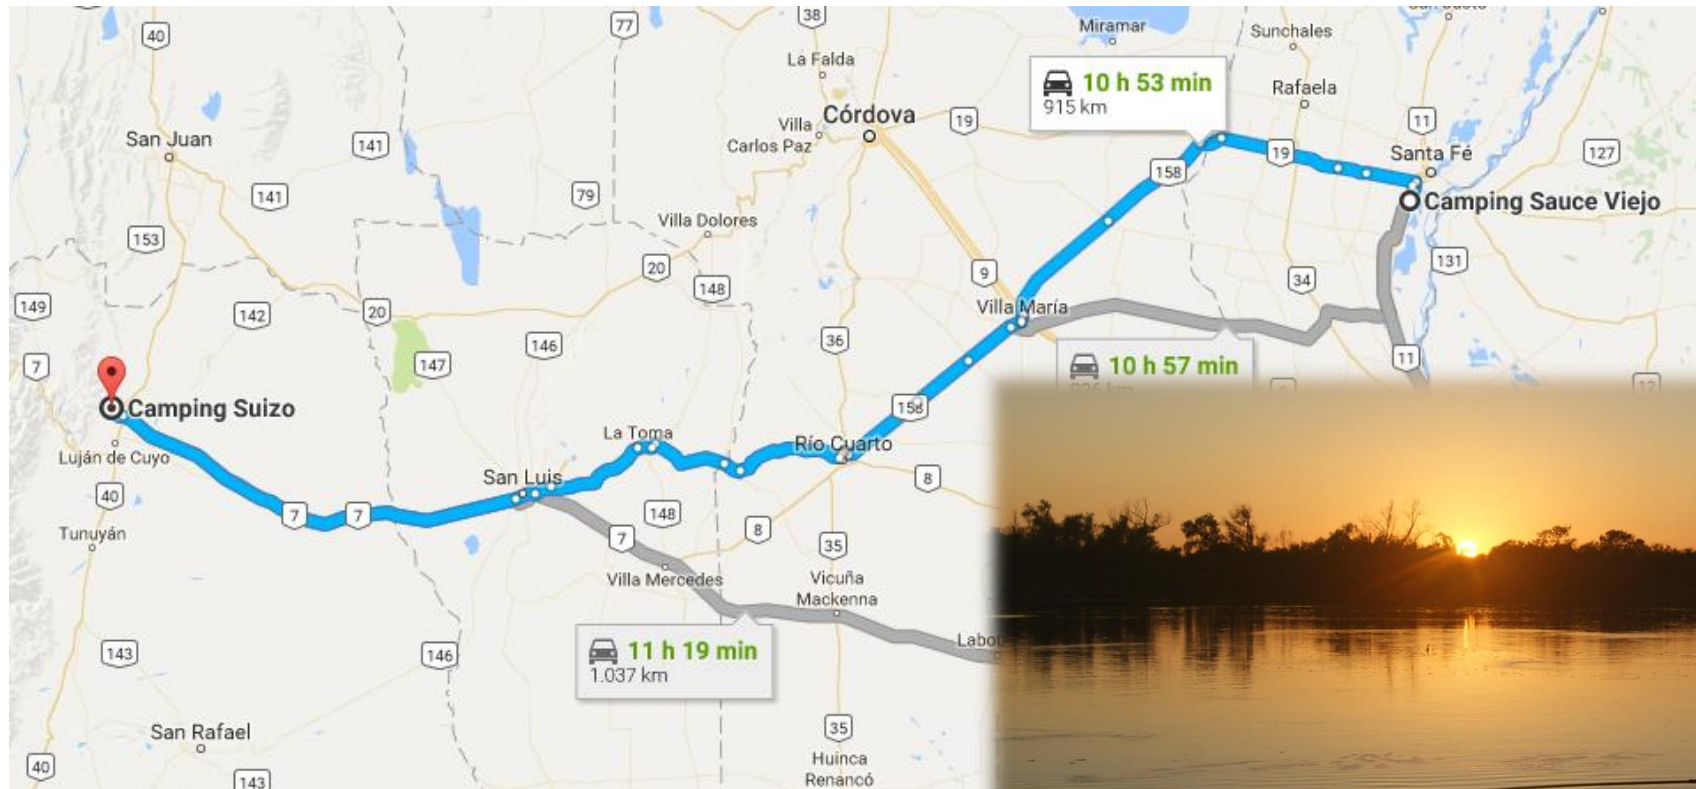 38
77
40
Miramar
Sunchales
La Falda
10 h 53 min
915 km
Rafaela
Córdova
Villa
Carlos Paz
19
11
San Juan
141
Santa Fé
127
19
158
Camping Sauce Viejo
141
79
Villa Dolores
153
131
20
9
148
34
149
142
20
Villa María
146
36
7
147
10 h 57 min
11
Camping Suizo
158
La Toma
Río Cuarto
Luján de Cuyo
San Luis
8
40
7
7
148
8
Tunuyán
7
35
Villa Mercedes
Vicuña
Mackenna
143
146
11 h 19 min
1.037 km
San Rafael
35
Huinca
Renancó
40
143